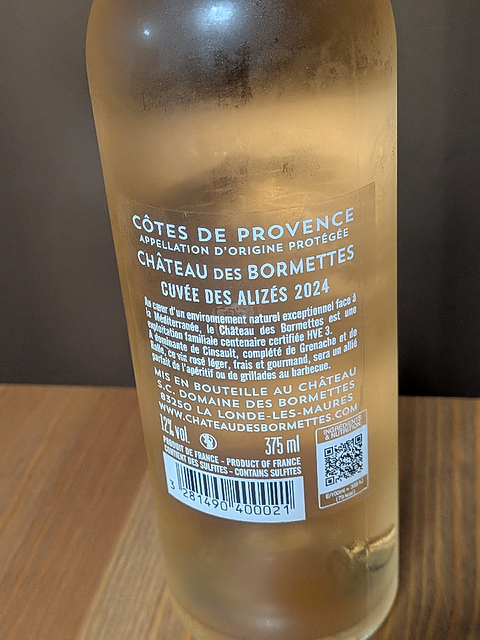 CÔTES DE PROVENCE
APPELLATION D'ORIGINE PROTÉGÉE
CHÂTEAU DES BORMETTES
CUVÉE DES ALIZÉS 2024
Au cœur d'un environnement naturel exceptionnel face à
la Méditerranée, le Château des Bormettes est une
exploitation familiale centenaire certifiée HVE 3.
A dominante de Cinsault, complété de Grenache et de
Rolle, ce vin rosé léger, frais et gourmand, sera un allié
parfait de l'apéritif ou de grillades au barbecue.
MIS EN BOUTEILLE AU CHÂTEAU
S.C. DOMAINE DES BORMETTES
83250 LA LONDE-LES-MAURES
WWW.CHATEAUDESBORMETTES.COM
12% vol. 375 ml
PRODUIT DE FRANCE - PRODUCT OF FRANCE
CONTIENT DES SULFITES - CONTAINS SULFITES
3 281490 400021
INGREDIENTS
& NUTRITION
E(100ml) =